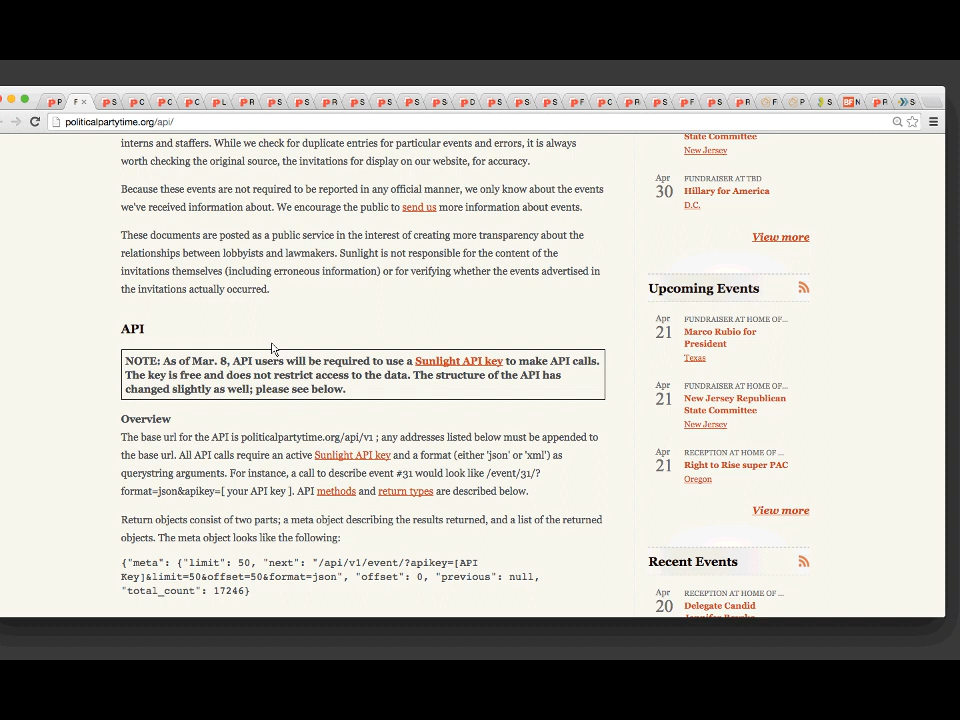 P
F
S
C
C
C
L
R
S
S
R
S
S
S
S
D
S
S
S
F
C
R
S
F
S
R
F
P
S
BF N
R
S
politicalpartytime.org/api/
interns and staffers. While we check for duplicate entries for particular events and errors, it is always
worth checking the original source, the invitations for display on our website, for accuracy.
Because these events are not required to be reported in any official manner, we only know about the events
we've received information about. We encourage the public to send us more information about events.
These documents are posted as a public service in the interest of creating more transparency about the
relationships between lobbyists and lawmakers. Sunlight is not responsible for the content of the
invitations themselves (including erroneous information) or for verifying whether the events advertised in
the invitations actually occurred.
API
NOTE: As of Mar. 8, API users will be required to use a Sunlight API key to make API calls.
The key is free and does not restrict access to the data. The structure of the API has
changed slightly as well; please see below.
Overview
The base url for the API is politicalpartytime.org/api/v1 ; any addresses listed below must be appended to
the base url. All API calls require an active Sunlight API key and a format (either 'json' or 'xml') as
querystring arguments. For instance, a call to describe event #31 would look like /event/31/?
format=json&apikey=[ your API key ]. API methods and return types are described below.
Return objects consist of two parts; a meta object describing the results returned, and a list of the returned
objects. The meta object looks like the following:
{"meta": {"limit": 50, "next": "/api/v1/event/?apikey=[API
Key]&limit=50&offset=50&format=json", "offset": 0, "previous": null,
"total_count": 17246}
State Committee
New Jersey
Apr
30
FUNDRAISER AT TBD
Hillary for America
D.C.
View more
Upcoming Events
Apr
21
FUNDRAISER AT HOME OF...
Marco Rubio for
President
Texas
Apr
21
FUNDRAISER AT HOME OF...
New Jersey Republican
State Committee
New Jersey
Apr
21
RECEPTION AT HOME OF ...
Right to Rise super PAC
Oregon
View more
Recent Events
Apr
20
RECEPTION AT HOME OF ...
Delegate Candid